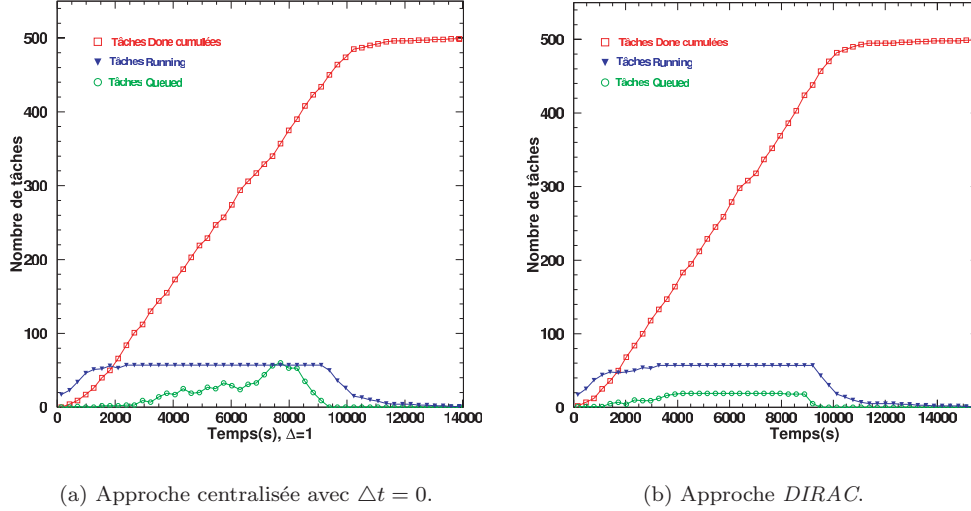 500
400
300
200
100
0
Nombre de tâches
Tâches Done cumulées
Tâches Running
Tâches Queued
0 2000 4000 6000 8000 10000 12000 14000
Temps(s), Δ=1
(a) Approche centralisée avec △t = 0.
500
400
300
200
100
0
Nombre de tâches
Tâches Done cumulées
Tâches Running
Tâches Queued
0 2000 4000 6000 8000 10000 12000 14000
Temps(s)
(b) Approche DIRAC.